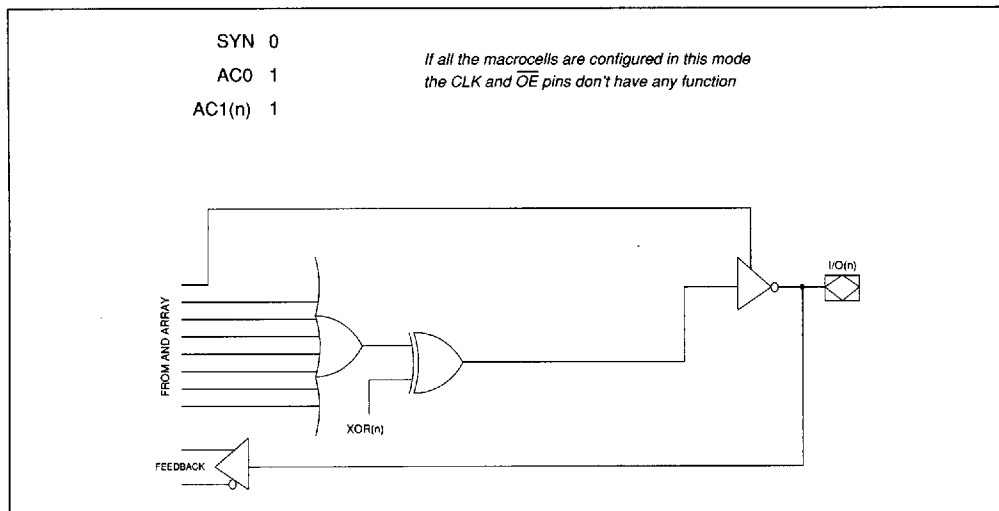 SYN 0
AC0 1
AC1(n) 1
If all the macrocells are configured in this mode
the CLK and OE pins don't have any function
I/O(n)
FROM AND ARRAY
XOR(n)
FEEDBACK